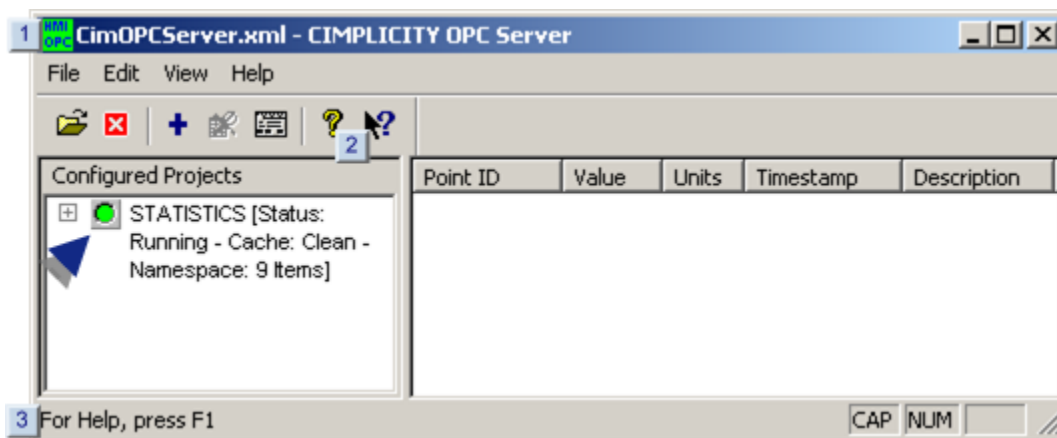 1 HMI OPC CimOPCServer.xml - CIMPLICITY OPC Server
File Edit View Help
2
Configured Projects
Point ID Value Units Timestamp Description
STATISTICS [Status:
Running - Cache: Clean -
Namespace: 9 Items]
3 For Help, press F1 CAP NUM